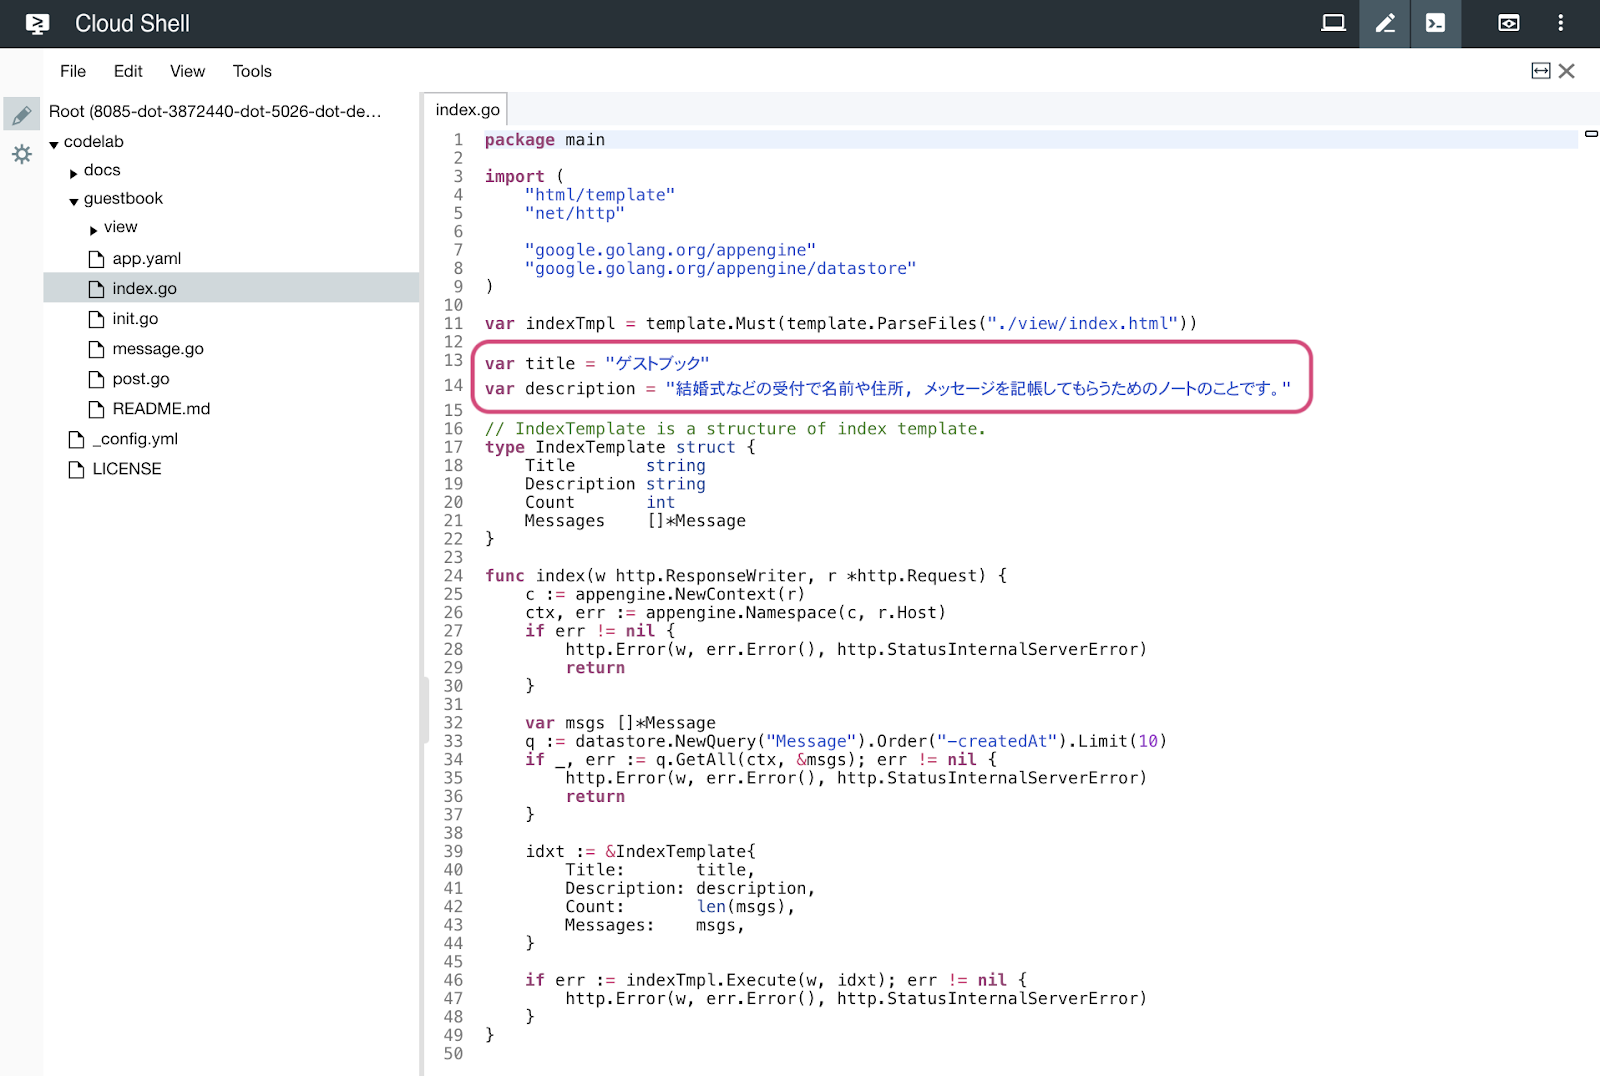 Cloud Shell
File Edit View Tools
Root (8085-dot-3872440-dot-5026-dot-de…
codelab
docs
guestbook
view
app.yaml
index.go
init.go
message.go
post.go
README.md
_config.yml
LICENSE
index.go
1 package main
2
3 import (
4     "html/template"
5     "net/http"
6
7     "google.golang.org/appengine"
8     "google.golang.org/appengine/datastore"
9 )
10
11 var indexTmpl = template.Must(template.ParseFiles("./view/index.html"))
12
13 var title = "ゲストブック"
14 var description = "結婚式などの受付で名前や住所, メッセージを記帳してもらうためのノートのことです。"
15
16 // IndexTemplate is a structure of index template.
17 type IndexTemplate struct {
18     Title       string
19     Description string
20     Count       int
21     Messages    []*Message
22 }
23
24 func index(w http.ResponseWriter, r *http.Request) {
25     c := appengine.NewContext(r)
26     ctx, err := appengine.Namespace(c, r.Host)
27     if err != nil {
28         http.Error(w, err.Error(), http.StatusInternalServerError)
29         return
30     }
31
32     var msgs []*Message
33     q := datastore.NewQuery("Message").Order("-createdAt").Limit(10)
34     if _, err := q.GetAll(ctx, &msgs); err != nil {
35         http.Error(w, err.Error(), http.StatusInternalServerError)
36         return
37     }
38
39     idxt := &IndexTemplate{
40         Title:       title,
41         Description: description,
42         Count:       len(msgs),
43         Messages:    msgs,
44     }
45
46     if err := indexTmpl.Execute(w, idxt); err != nil {
47         http.Error(w, err.Error(), http.StatusInternalServerError)
48     }
49 }
50